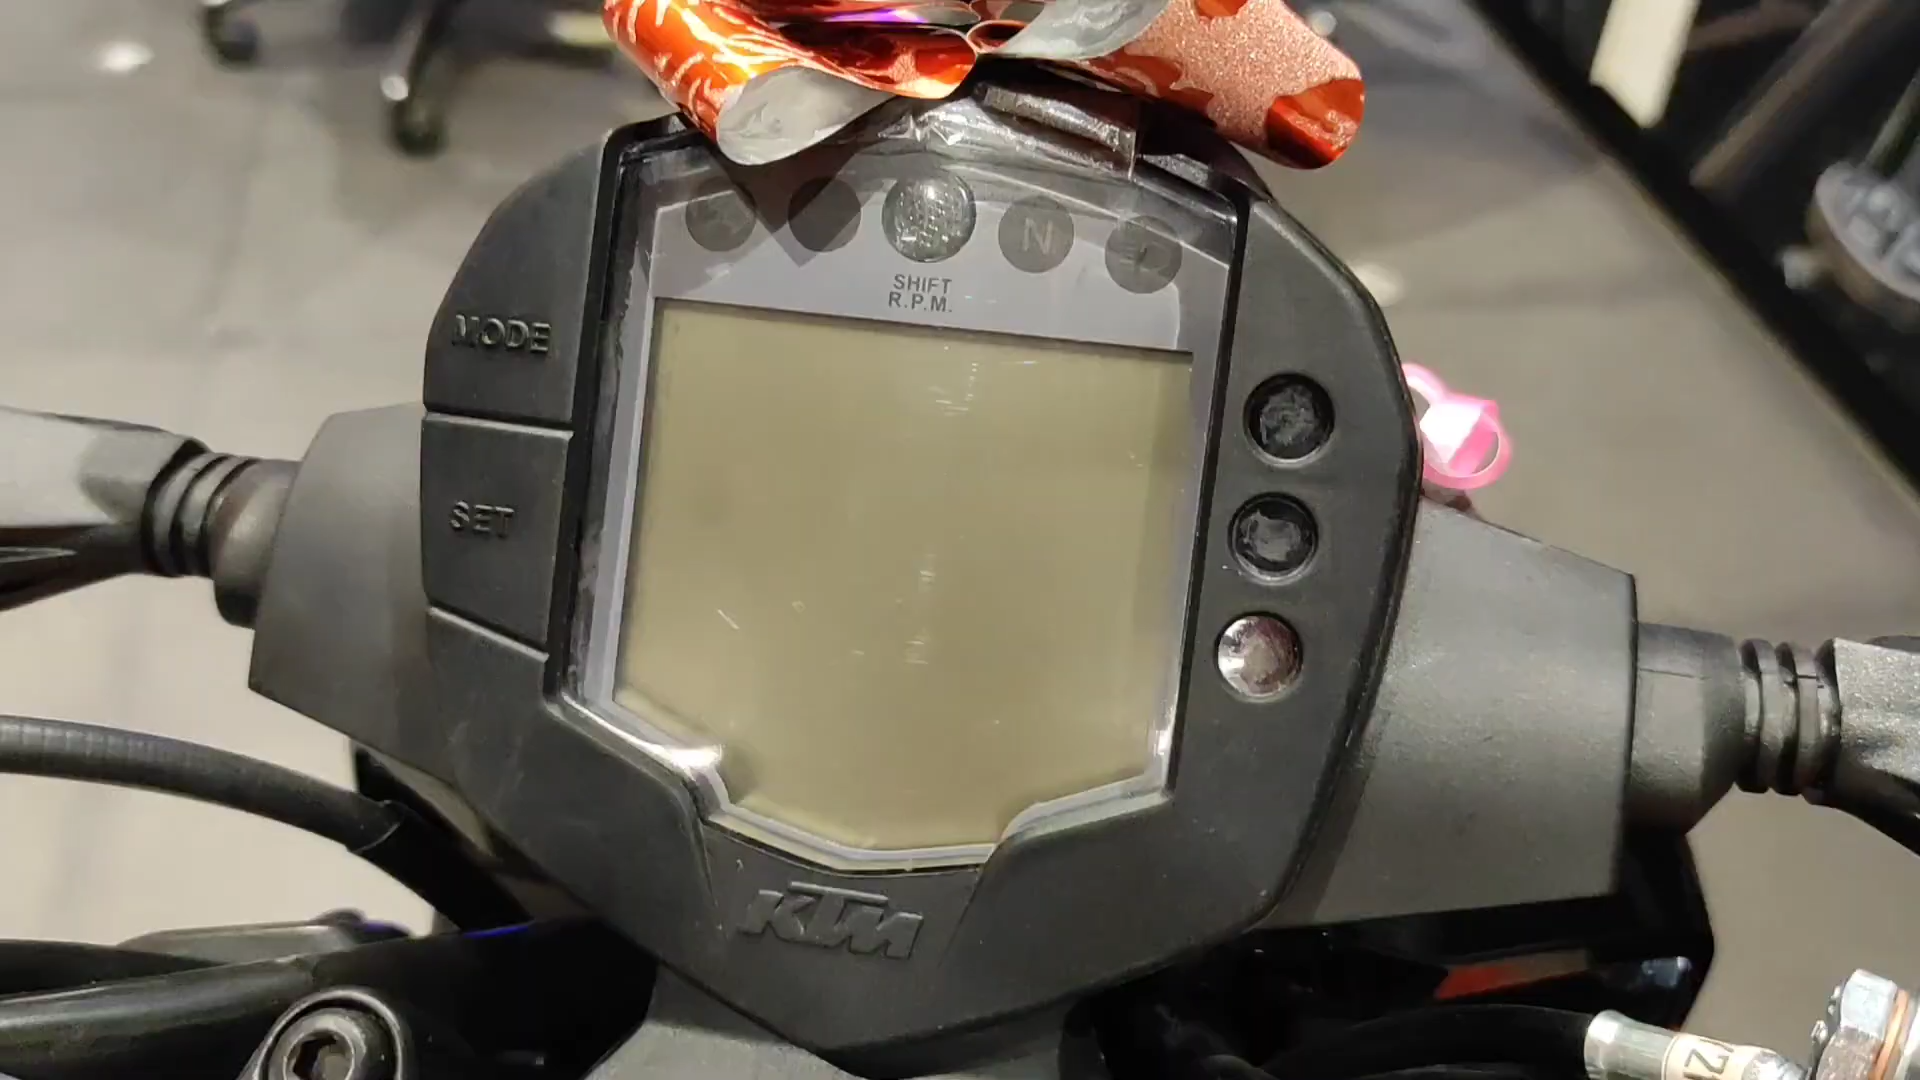 N
SHIFT
R.P.M.
MODE
SET
KTM